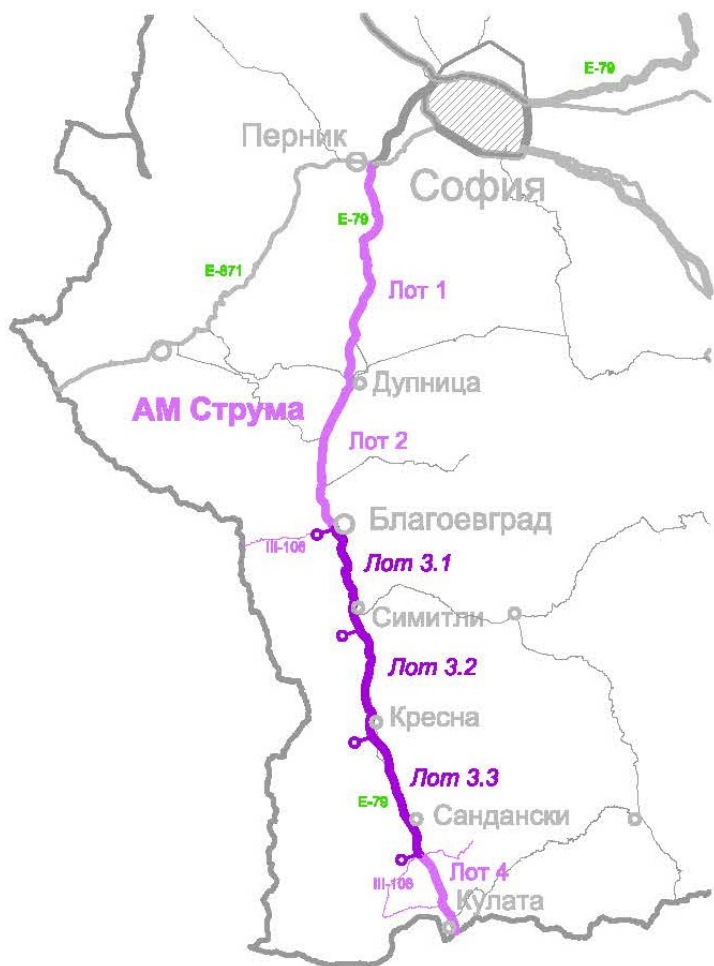 E-79
Перник
София
E-79
E-871
Лот 1
Дупница
АМ Струма
Лот 2
Благоевград
III-106
Лот 3.1
Симитли
Лот 3.2
Кресна
Лот 3.3
E-79
Сандански
Лот 4
III-108
Кулата